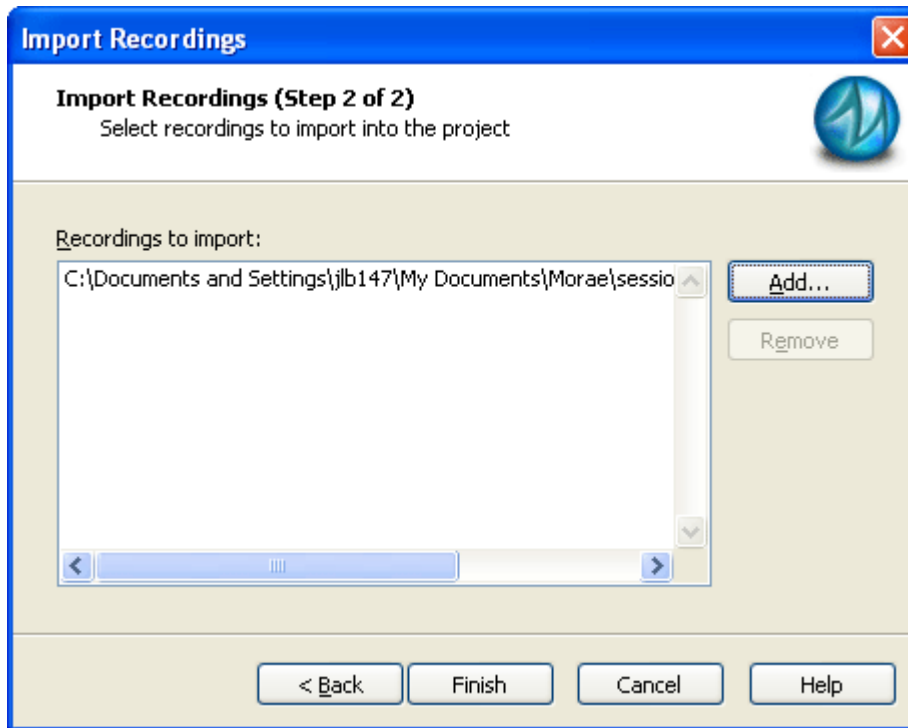 Import Recordings
Import Recordings (Step 2 of 2)
Select recordings to import into the project
Recordings to import:
C:\Documents and Settings\jlb147\My Documents\Morae\sessio
Add...
Remove
< Back Finish Cancel Help